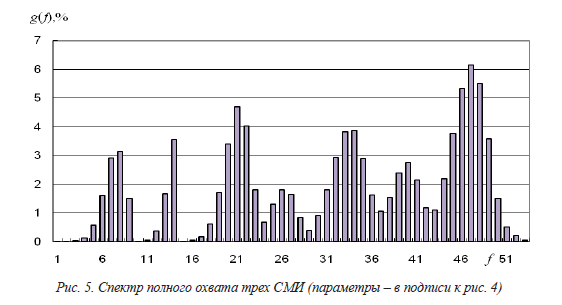 g(f),%
7
6
5
4
3
2
1
0
1 6 11 16 21 26 31 36 41 46 f 51
Рис. 5. Спектр полного охвата трех СМИ (параметры – в подписи к рис. 4)